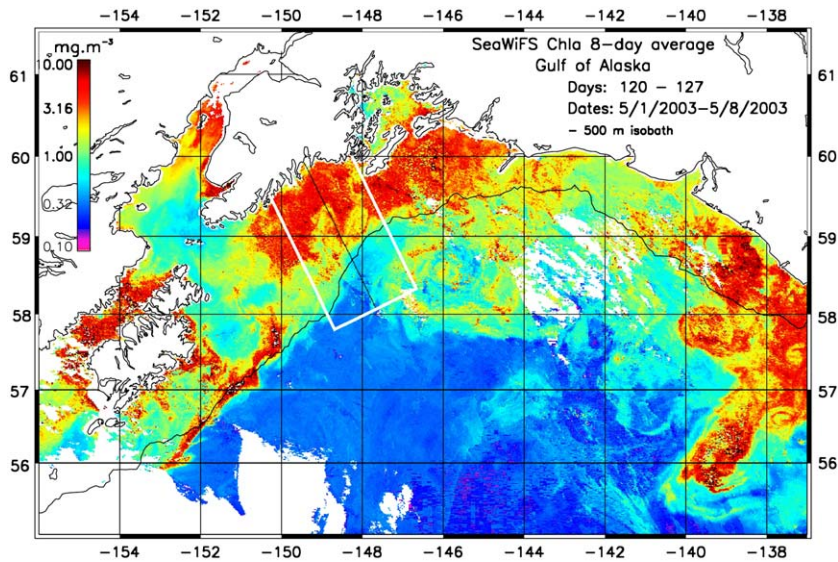 −154 −152 −150 −148 −146 −144 −142 −140 −138
mg.m⁻³
SeaWiFS Chla 8−day average
Gulf of Alaska
Days: 120 − 127
Dates: 5/1/2003−5/8/2003
− 500 m isobath
10.00
3.16
1.00
0.32
0.10
61
60
59
58
57
56
61
60
59
58
57
56
−154 −152 −150 −148 −146 −144 −142 −140 −138